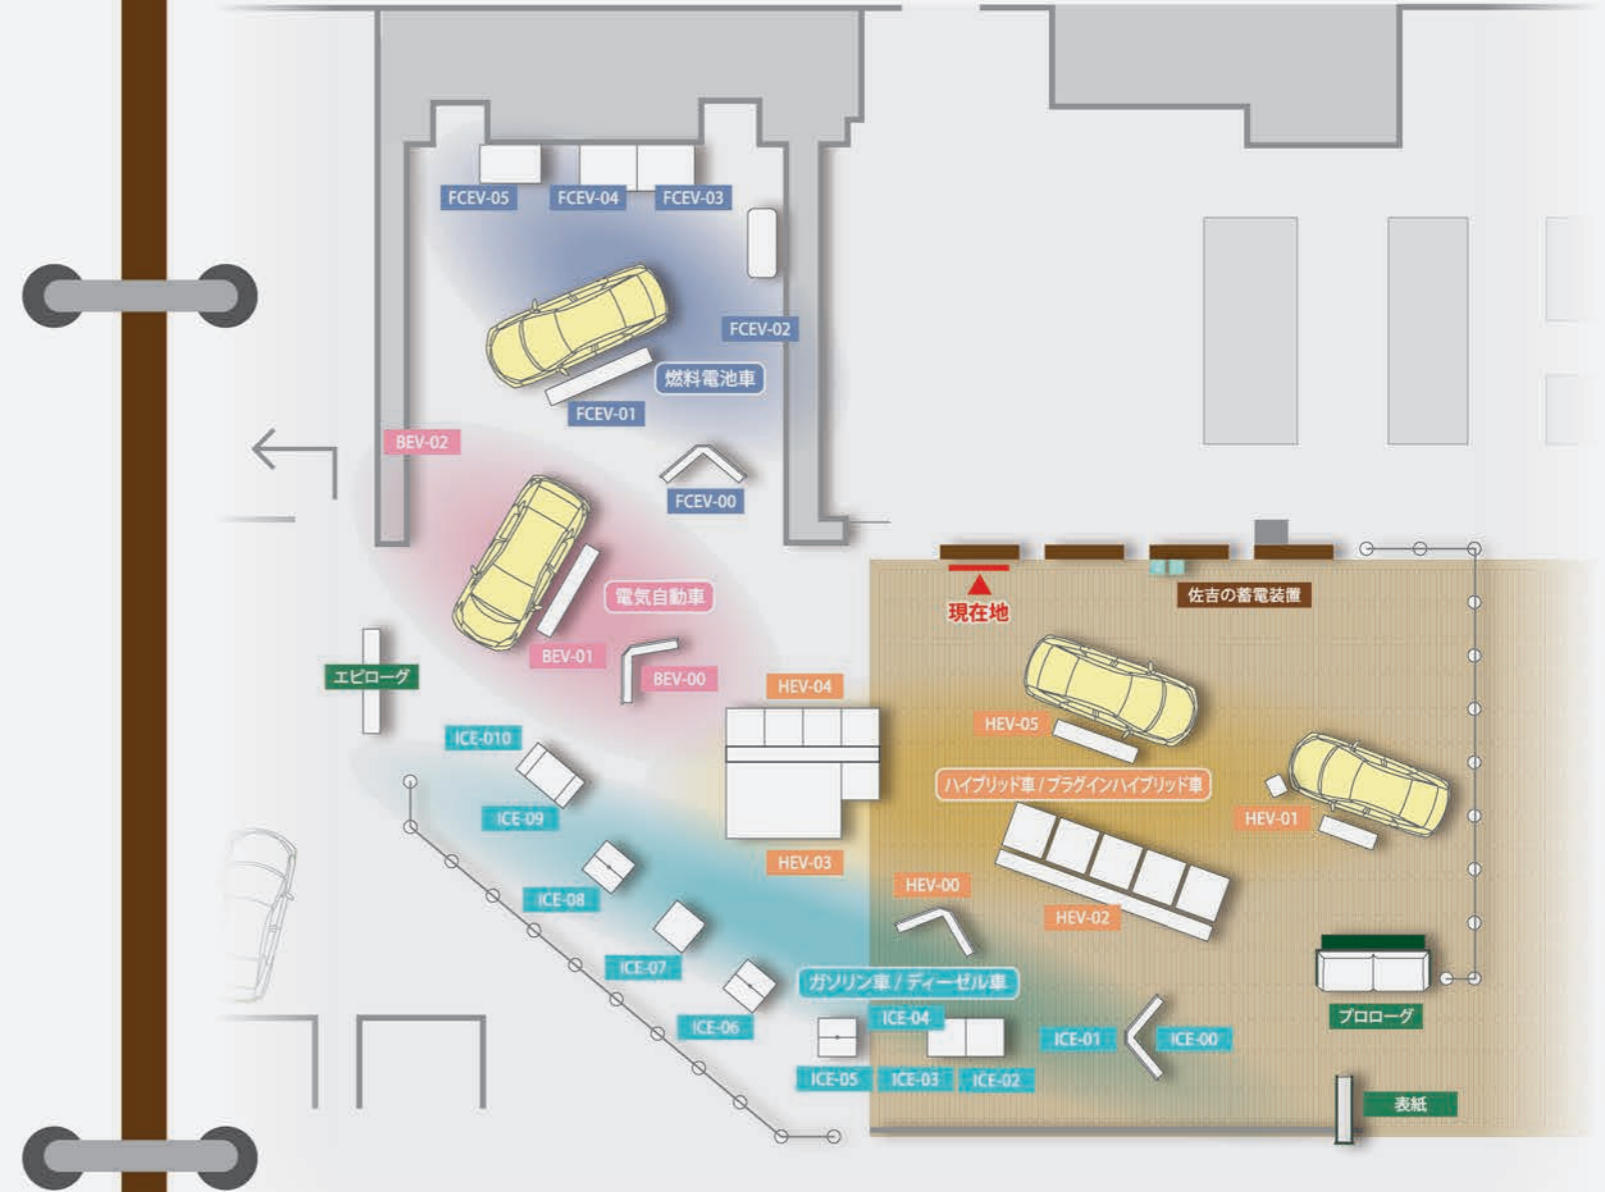 FCEV-05
FCEV-04
FCEV-03
FCEV-02
燃料電池車
FCEV-01
BEV-02
FCEV-00
佐吉の蓄電装置
現在地
電気自動車
BEV-01
BEV-00
エピローグ
HEV-04
HEV-05
ICE-010
ハイブリッド車 / プラグインハイブリッド車
ICE-09
HEV-01
HEV-03
HEV-00
ICE-08
HEV-02
ICE-07
ガソリン車 / ディーゼル車
ICE-04
プロローグ
ICE-06
ICE-01
ICE-00
ICE-05
ICE-03
ICE-02
表紙